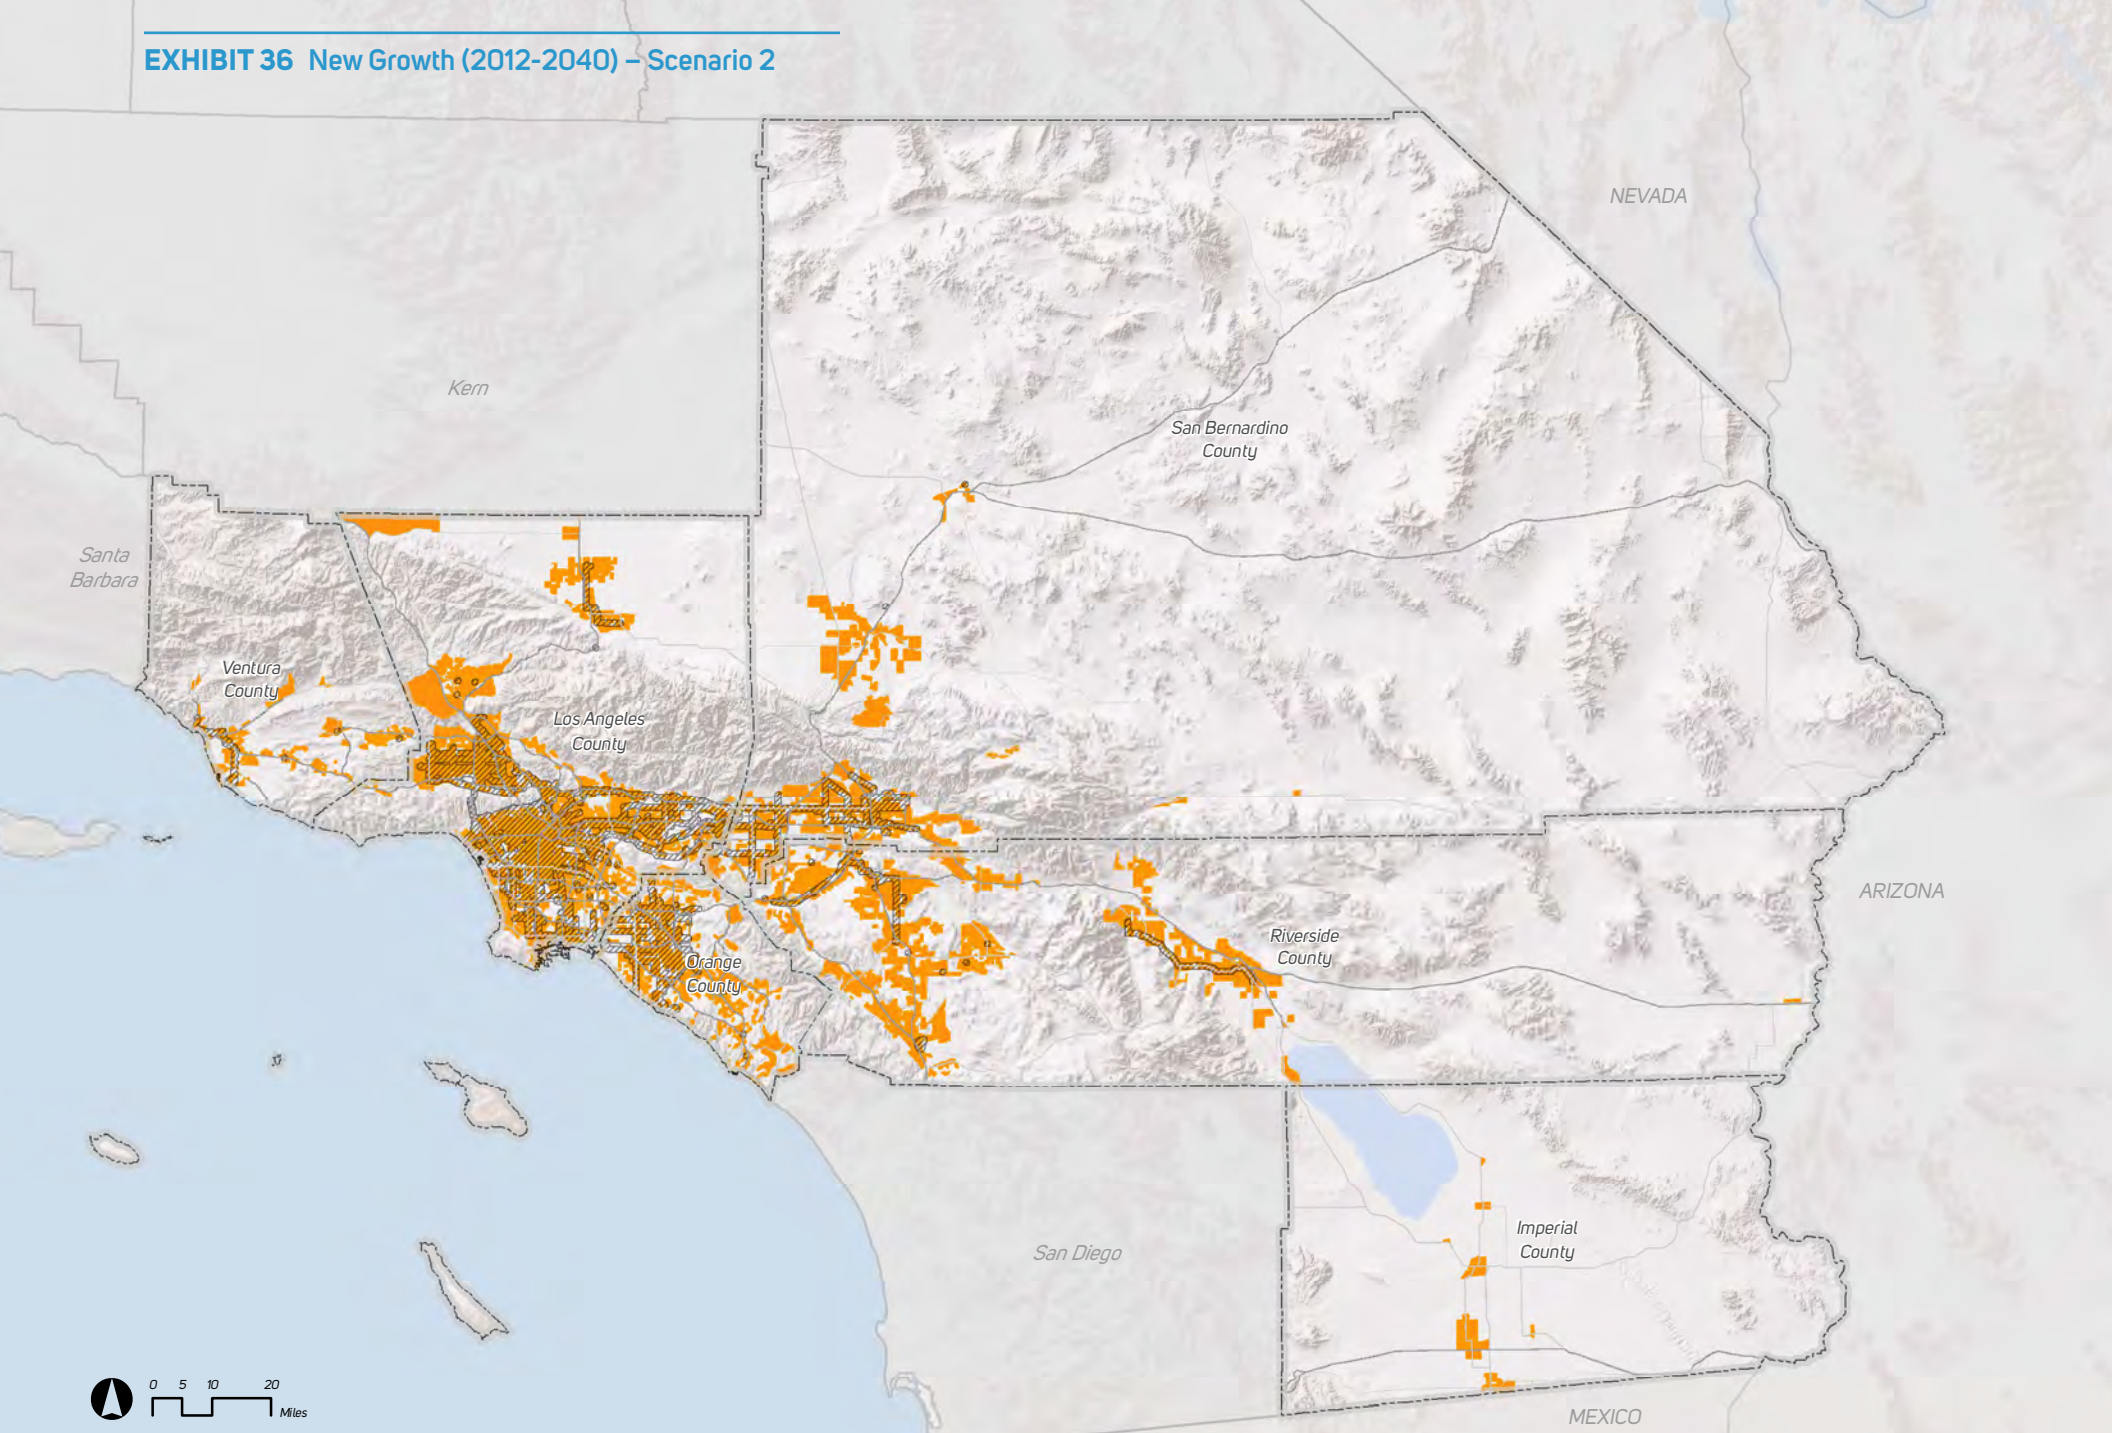 EXHIBIT 36 New Growth (2012-2040) – Scenario 2
NEVADA
Kern
San Bernardino
County
Santa
Barbara
Ventura
County
Los Angeles
County
ARIZONA
Riverside
County
Orange
County
Imperial
County
San Diego
0 5 10 20
Miles
MEXICO